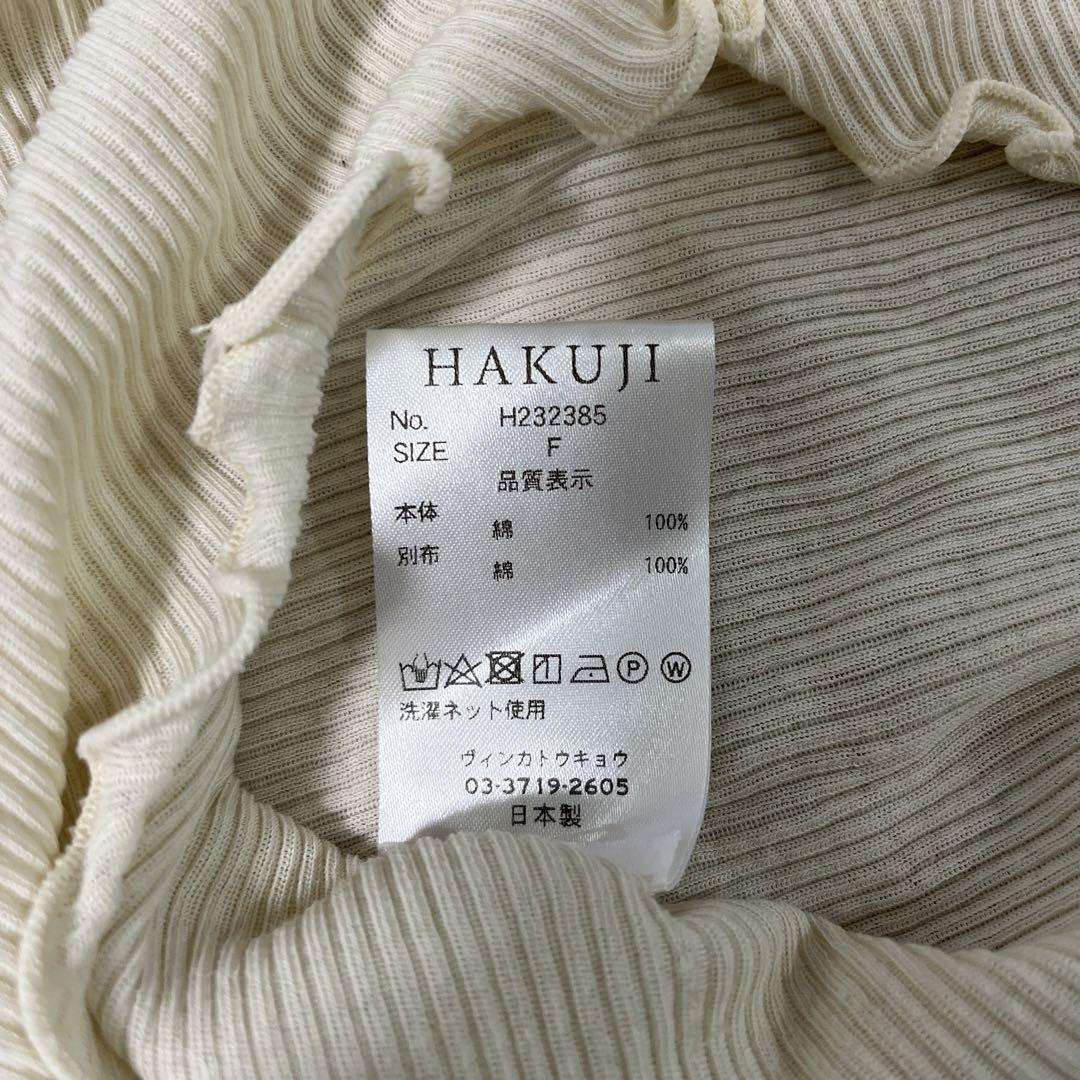 HAKUJI
No. H232385
SIZE F
品質表示
本体 綿 100%
別布 綿 100%
P W
洗濯ネット使用
ヴィンカトウキョウ
03-3719-2605
日本製